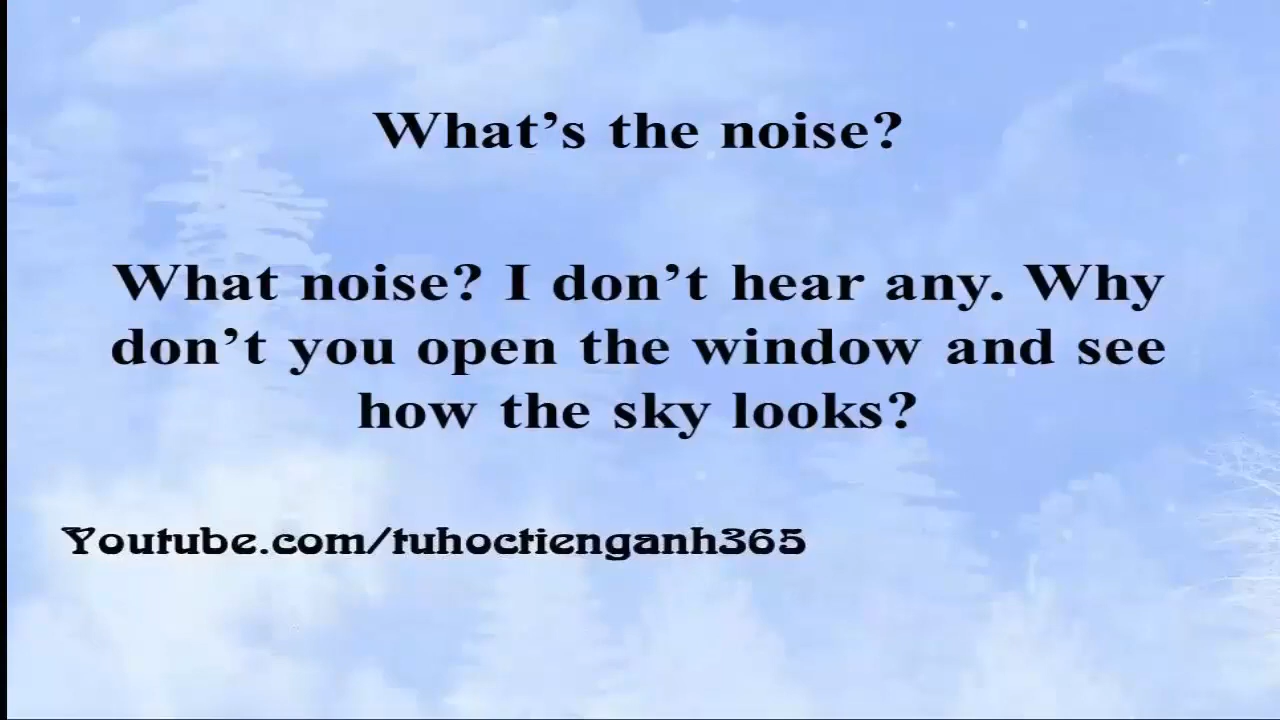 What’s the noise?
What noise? I don’t hear any. Why
don’t you open the window and see
how the sky looks?
Youtube.com/tuhoctienganh365